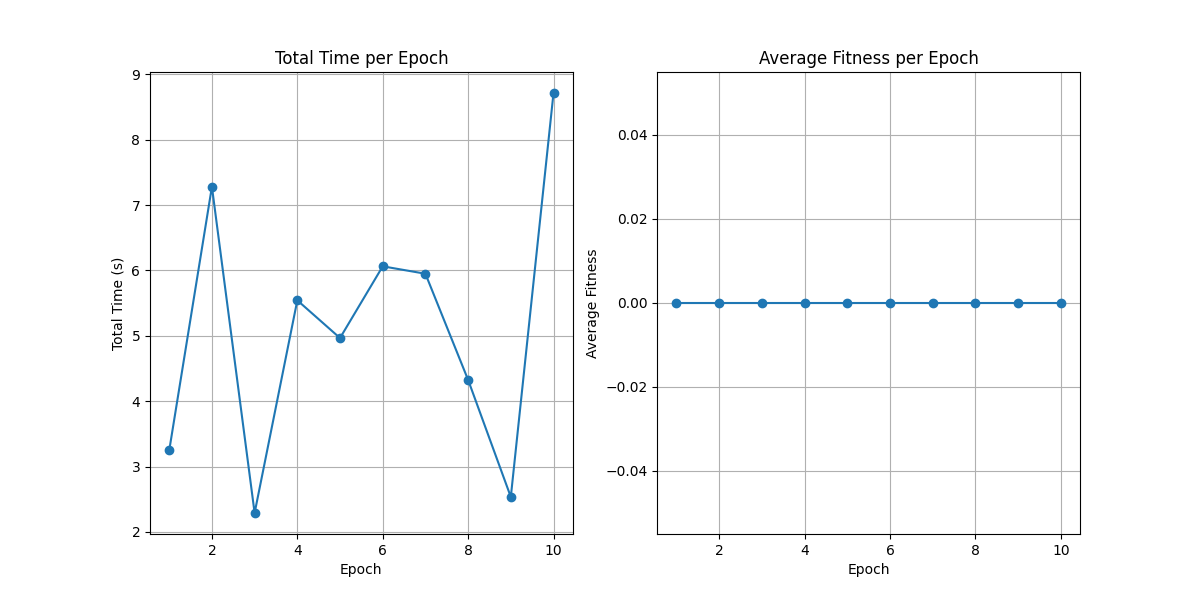 Total Time per Epoch
9
8
7
6
5
4
3
2
Total Time (s)
2 4 6 8 10
Epoch
Average Fitness per Epoch
0.04
0.02
0.00
−0.02
−0.04
Average Fitness
2 4 6 8 10
Epoch